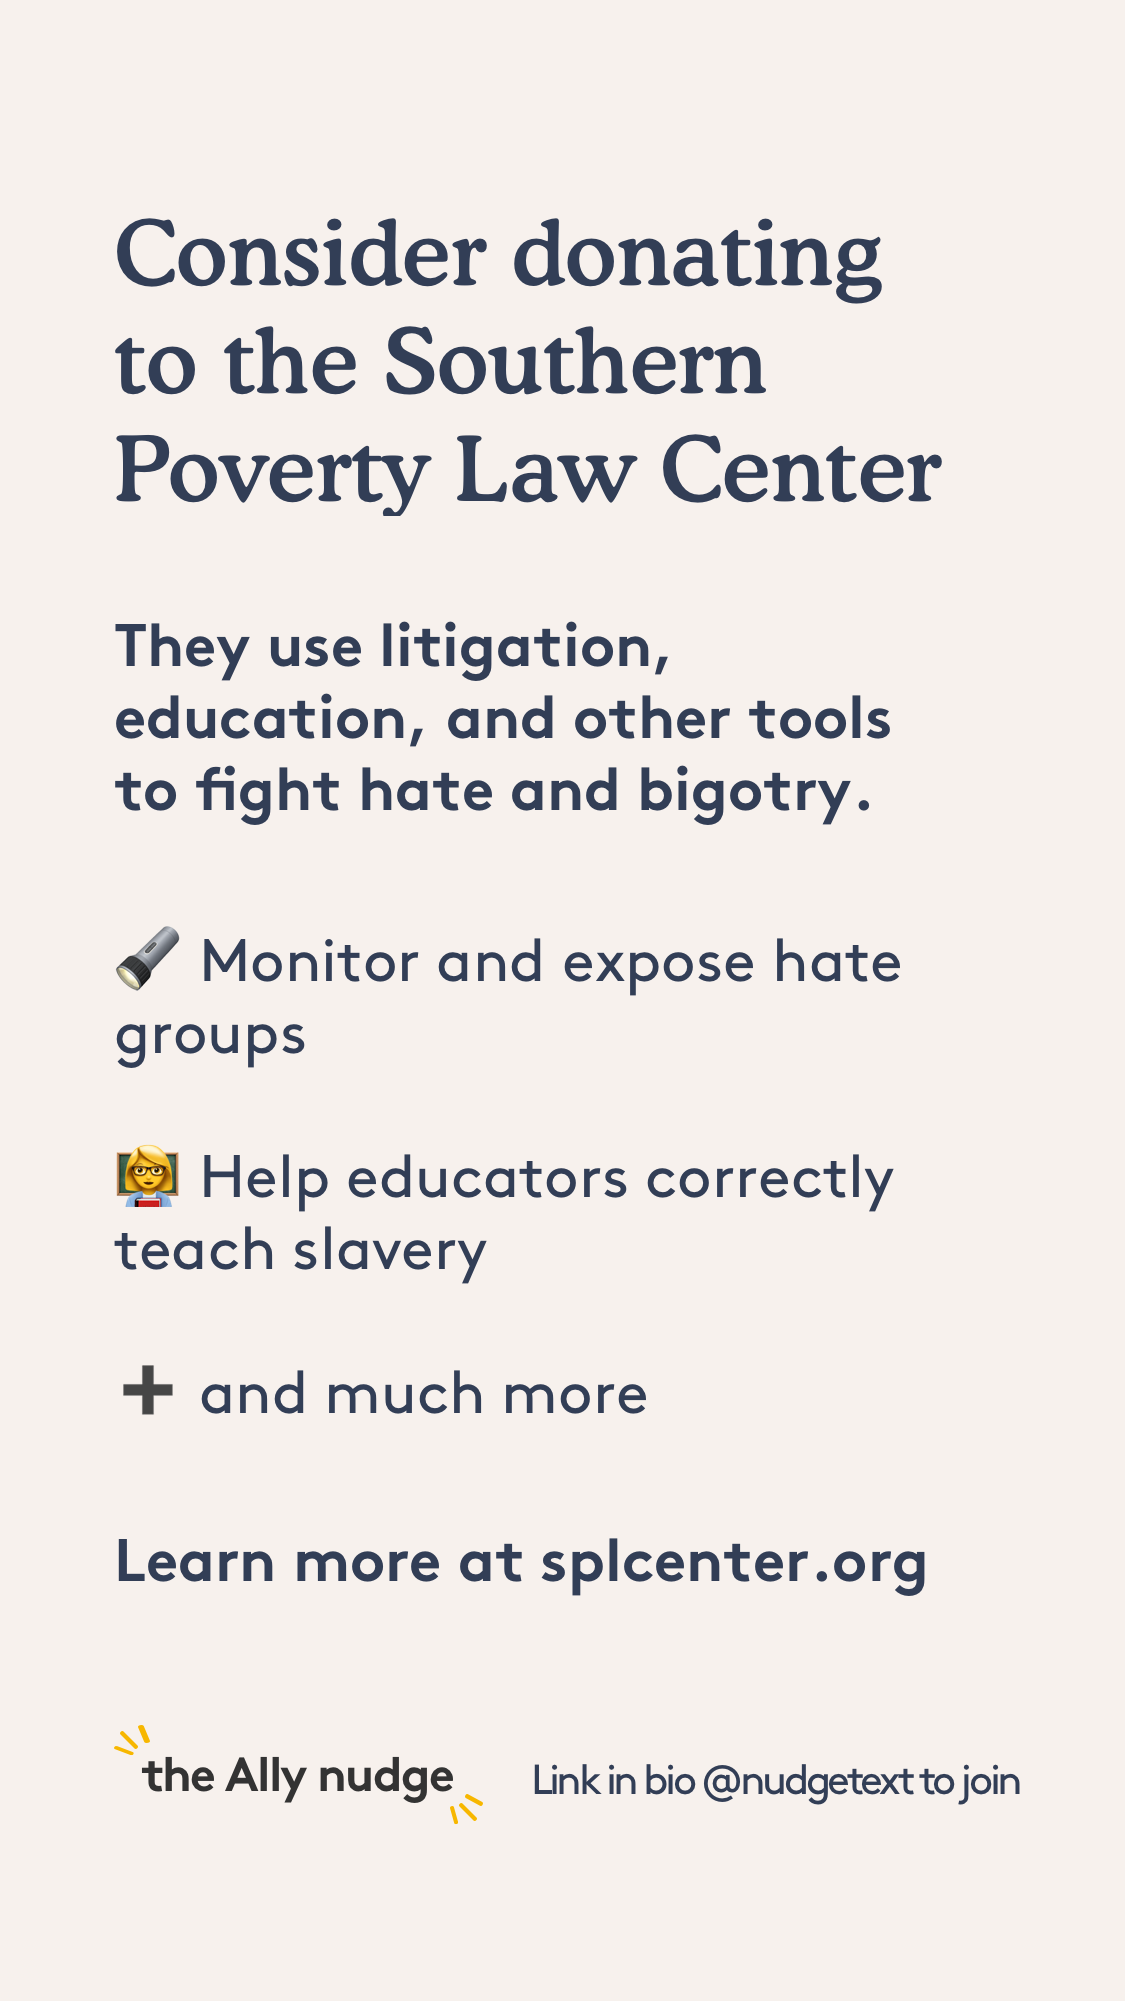 Consider donating
to the Southern
Poverty Law Center
They use litigation,
education, and other tools
to fight hate and bigotry.
🔦 Monitor and expose hate
groups
👩‍🏫 Help educators correctly
teach slavery
➕ and much more
Learn more at splcenter.org
the Ally nudge
Link in bio @nudgetext to join